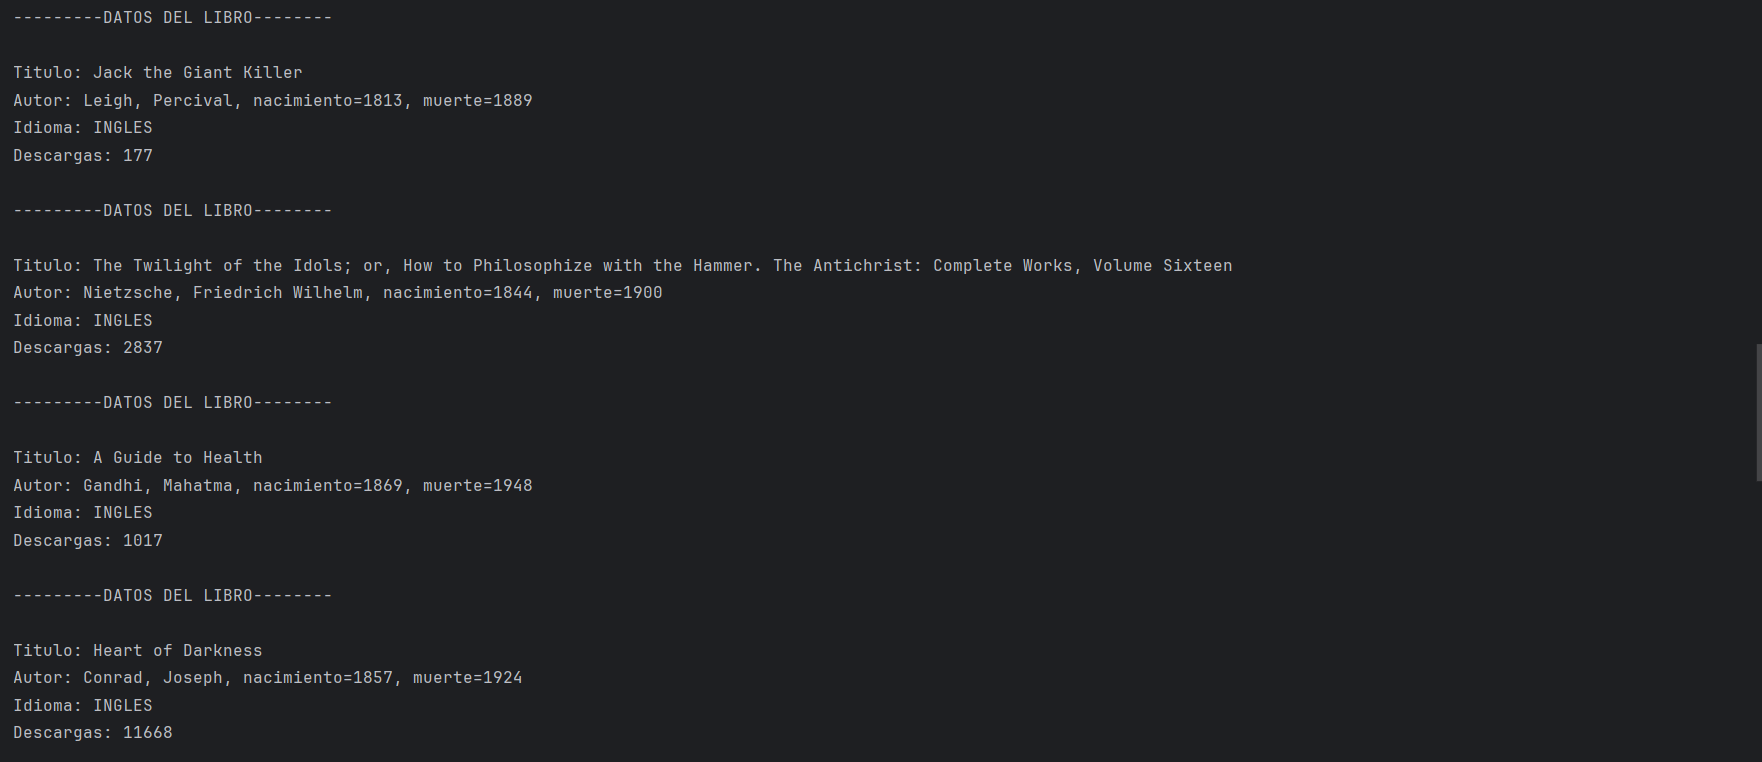 ---------DATOS DEL LIBRO--------
Titulo: Jack the Giant Killer
Autor: Leigh, Percival, nacimiento=1813, muerte=1889
Idioma: INGLES
Descargas: 177
---------DATOS DEL LIBRO--------
Titulo: The Twilight of the Idols; or, How to Philosophize with the Hammer. The Antichrist: Complete Works, Volume Sixteen
Autor: Nietzsche, Friedrich Wilhelm, nacimiento=1844, muerte=1900
Idioma: INGLES
Descargas: 2837
---------DATOS DEL LIBRO--------
Titulo: A Guide to Health
Autor: Gandhi, Mahatma, nacimiento=1869, muerte=1948
Idioma: INGLES
Descargas: 1017
---------DATOS DEL LIBRO--------
Titulo: Heart of Darkness
Autor: Conrad, Joseph, nacimiento=1857, muerte=1924
Idioma: INGLES
Descargas: 11668